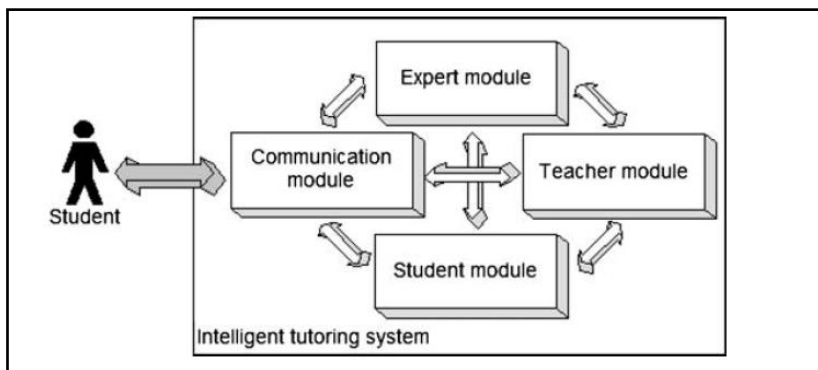 Expert module
Communication
module
Teacher module
Student
Student module
Intelligent tutoring system